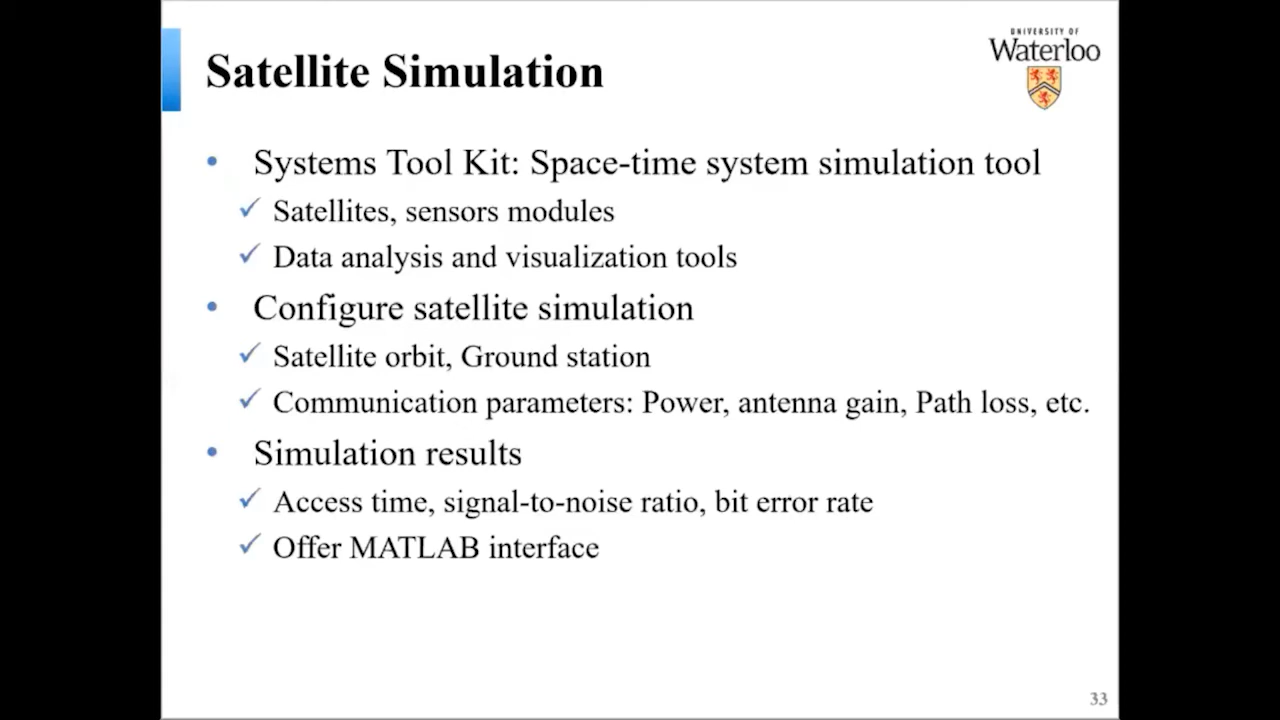 Satellite Simulation
UNIVERSITY OF
Waterloo
• Systems Tool Kit: Space-time system simulation tool
✓ Satellites, sensors modules
✓ Data analysis and visualization tools
• Configure satellite simulation
✓ Satellite orbit, Ground station
✓ Communication parameters: Power, antenna gain, Path loss, etc.
• Simulation results
✓ Access time, signal-to-noise ratio, bit error rate
✓ Offer MATLAB interface
33